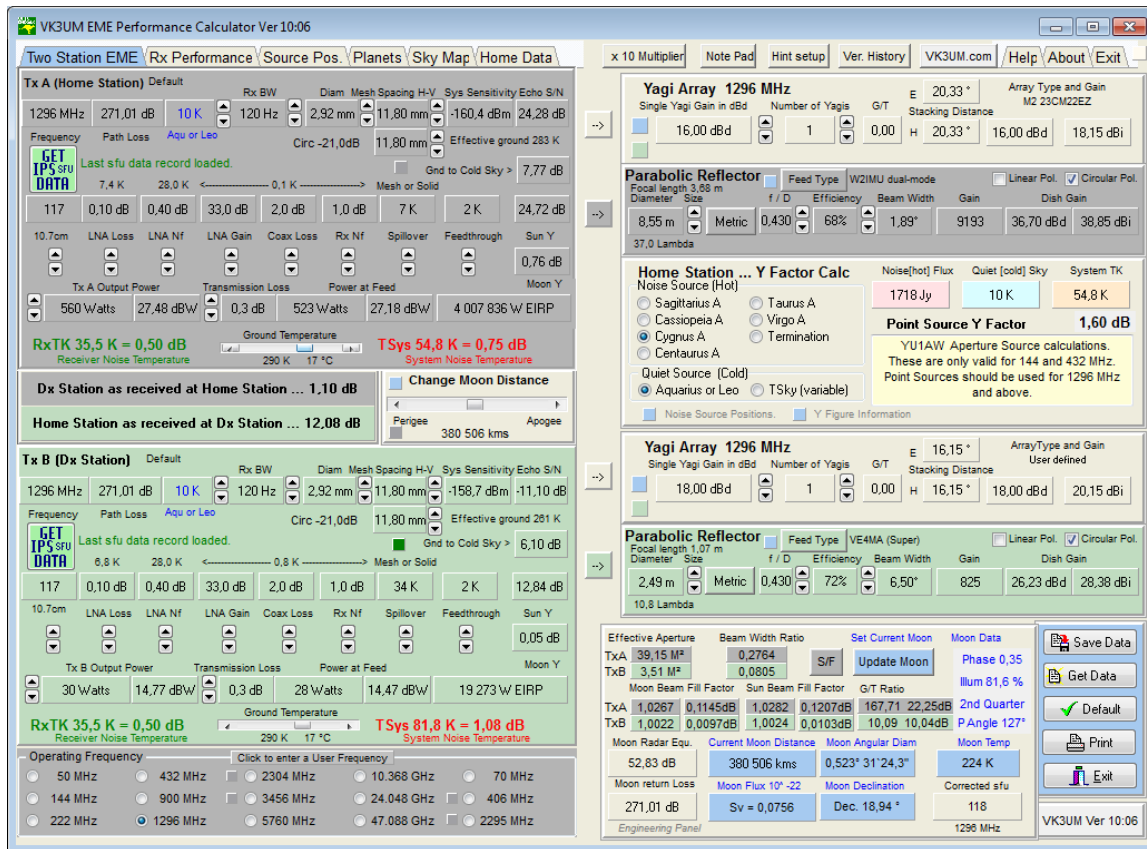 VK3UM EME Performance Calculator Ver 10:06
Two Station EME Rx Performance Source Pos. Planets Sky Map Home Data
x 10 Multiplier Note Pad Hint setup Ver. History VK3UM.com Help About Exit
Tx A (Home Station) Default
Rx BW Diam Mesh Spacing H-V Sys Sensitivity Echo S/N
1296 MHz 271,01 dB 10 K 120 Hz 2,92 mm 11,80 mm -160,4 dBm 24,28 dB
Frequency Path Loss Aqu or Leo Circ -21,0dB 11,80 mm Effective ground 283 K
GET IPS SFU DATA
Last sfu data record loaded.
Gnd to Cold Sky > 7,77 dB
7,4 K 28,0 K <------------- 0,1 K ----------------> Mesh or Solid
117 0,10 dB 0,40 dB 33,0 dB 2,0 dB 1,0 dB 7 K 2 K 24,72 dB
10.7cm LNA Loss LNA Nf LNA Gain Coax Loss Rx Nf Spillover Feedthrough Sun Y
0,76 dB
Tx A Output Power Transmission Loss Power at Feed Moon Y
560 Watts 27,48 dBW 0,3 dB 523 Watts 27,18 dBW 4 007 836 W EIRP
RxTK 35,5 K = 0,50 dB
Receiver Noise Temperature
Ground Temperature
290 K 17 °C
TSys 54,8 K = 0,75 dB
System Noise Temperature
Dx Station as received at Home Station ... 1,10 dB
Home Station as received at Dx Station ... 12,08 dB
Change Moon Distance
Perigee Apogee
380 506 kms
Tx B (Dx Station) Default
Rx BW Diam Mesh Spacing H-V Sys Sensitivity Echo S/N
1296 MHz 271,01 dB 10 K 120 Hz 2,92 mm 11,80 mm -158,7 dBm -11,10 dB
Frequency Path Loss Aqu or Leo Circ -21,0dB 11,80 mm Effective ground 261 K
GET IPS SFU DATA
Last sfu data record loaded.
Gnd to Cold Sky > 6,10 dB
6,8 K 28,0 K <------------- 0,8 K ----------------> Mesh or Solid
117 0,10 dB 0,40 dB 33,0 dB 2,0 dB 1,0 dB 34 K 2 K 12,84 dB
10.7cm LNA Loss LNA Nf LNA Gain Coax Loss Rx Nf Spillover Feedthrough Sun Y
0,05 dB
Tx B Output Power Transmission Loss Power at Feed Moon Y
30 Watts 14,77 dBW 0,3 dB 28 Watts 14,47 dBW 19 273 W EIRP
RxTK 35,5 K = 0,50 dB
Receiver Noise Temperature
Ground Temperature
290 K 17 °C
TSys 81,8 K = 1,08 dB
System Noise Temperature
Operating Frequency Click to enter a User Frequency
50 MHz 432 MHz 2304 MHz 10.368 GHz 70 MHz
144 MHz 900 MHz 3456 MHz 24.048 GHz 406 MHz
222 MHz 1296 MHz 5760 MHz 47.088 GHz 2295 MHz
-->
Yagi Array 1296 MHz
E 20,33 °
Array Type and Gain
M2 23CM22EZ
Single Yagi Gain in dBd Number of Yagis G/T Stacking Distance
16,00 dBd 1 0,00 H 20,33 ° 16,00 dBd 18,15 dBi
-->
Parabolic Reflector Feed Type W2IMU dual-mode Linear Pol. Circular Pol.
Focal length 3,68 m
Diameter Size f / D Efficiency Beam Width Gain Dish Gain
8,55 m Metric 0,430 68% 1,89° 9193 36,70 dBd 38,85 dBi
37,0 Lambda
Home Station ... Y Factor Calc
Noise Source (Hot)
Sagittarius A Taurus A
Cassiopeia A Virgo A
Cygnus A Termination
Centaurus A
Quiet Source (Cold)
Aquarius or Leo TSky (variable)
Noise Source Positions. Y Figure Information
Noise[hot] Flux Quiet [cold] Sky System TK
1718 Jy 10 K 54,8 K
Point Source Y Factor 1,60 dB
YU1AW Aperture Source calculations.
These are only valid for 144 and 432 MHz.
Point Sources should be used for 1296 MHz
and above.
-->
Yagi Array 1296 MHz
E 16,15 °
ArrayType and Gain
User defined
Single Yagi Gain in dBd Number of Yagis G/T Stacking Distance
18,00 dBd 1 0,00 H 16,15 ° 18,00 dBd 20,15 dBi
-->
Parabolic Reflector Feed Type VE4MA (Super) Linear Pol. Circular Pol.
Focal length 1,07 m
Diameter Size f / D Efficiency Beam Width Gain Dish Gain
2,49 m Metric 0,430 72% 6,50° 825 26,23 dBd 28,38 dBi
10,8 Lambda
Effective Aperture Beam Width Ratio Set Current Moon Moon Data
TxA 39,15 M² 0,2764 S/F Update Moon Phase 0,35
TxB 3,51 M² 0,0805 Illum 81,6 %
Moon Beam Fill Factor Sun Beam Fill Factor G/T Ratio 2nd Quarter
TxA 1,0267 0,1145dB 1,0282 0,1207dB 167,71 22,25dB
TxB 1,0022 0,0097dB 1,0024 0,0103dB 10,09 10,04dB P Angle 127°
Moon Radar Equ. Current Moon Distance Moon Angular Diam Moon Temp
52,83 dB 380 506 kms 0,523° 31`24,3" 224 K
Moon return Loss Moon Flux 10^ -22 Moon Declination Corrected sfu
271,01 dB Sv = 0,0756 Dec. 18,94 ° 118
Engineering Panel 1296 MHz
Save Data
Get Data
Default
Print
Exit
VK3UM Ver 10:06